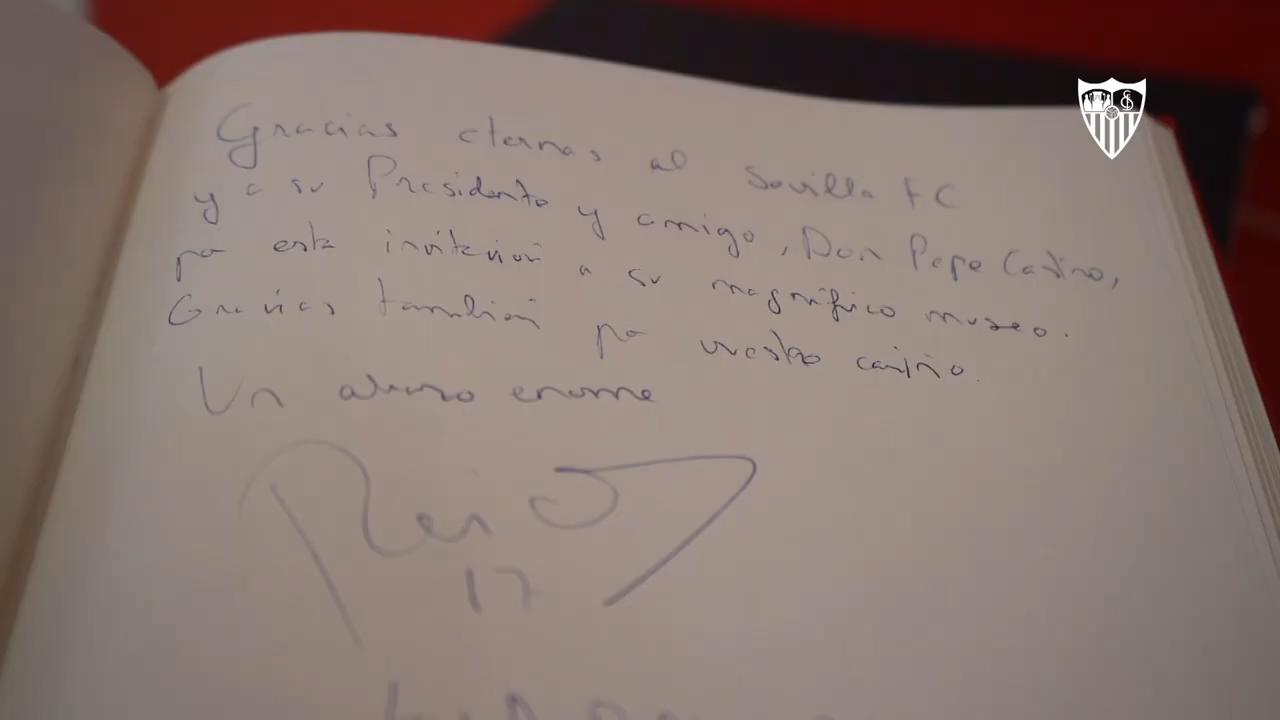 Gracias eternas al Sevilla FC
y a su Presidente y amigo, Don Pepe Castro,
por esta invitación a su magnífico museo.
Gracias también por vuestro cariño.
Un abrazo enorme
17